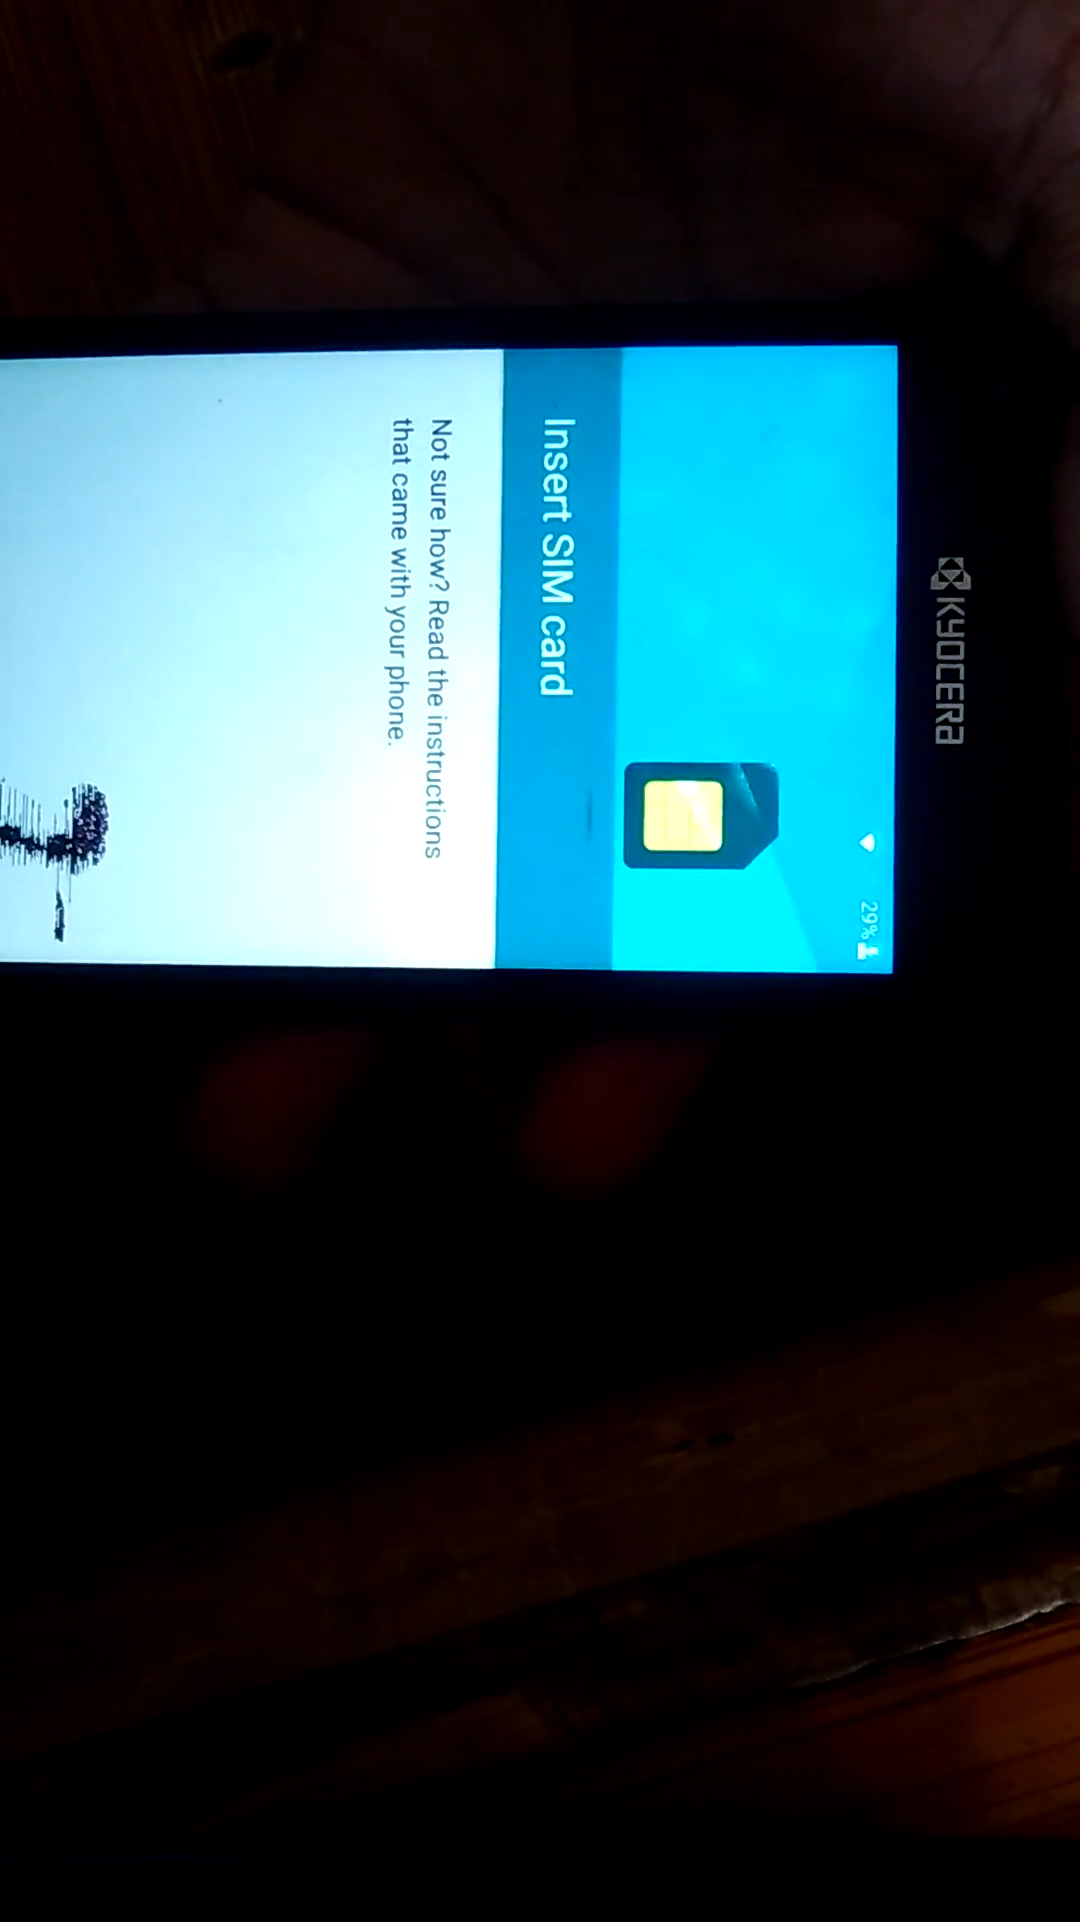 KYOCERA
29%
Insert SIM card
Not sure how? Read the instructions
that came with your phone.